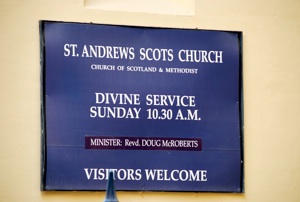 ST. ANDREWS SCOTS CHURCH
CHURCH OF SCOTLAND & METHODIST
DIVINE SERVICE
SUNDAY 10.30 A.M.
MINISTER: Revd. DOUG McROBERTS
VISITORS WELCOME